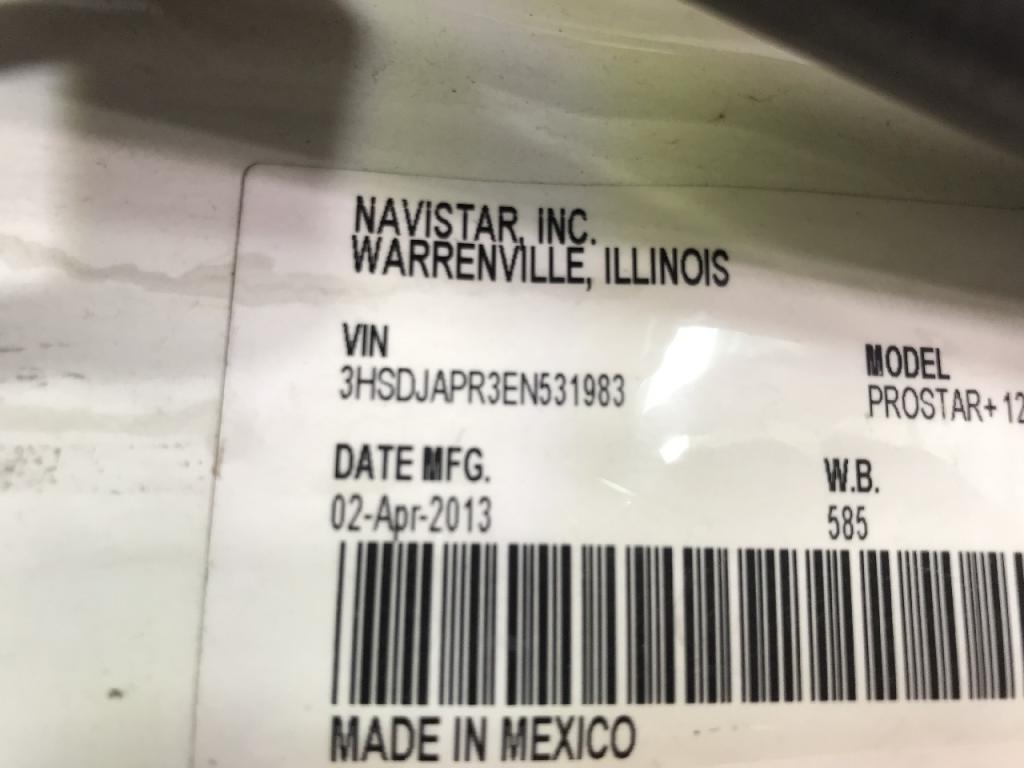 NAVISTAR, INC.
WARRENVILLE, ILLINOIS
VIN
3HSDJAPR3EN531983
MODEL
PROSTAR+ 12
DATE MFG.
02-Apr-2013
W.B.
585
MADE IN MEXICO